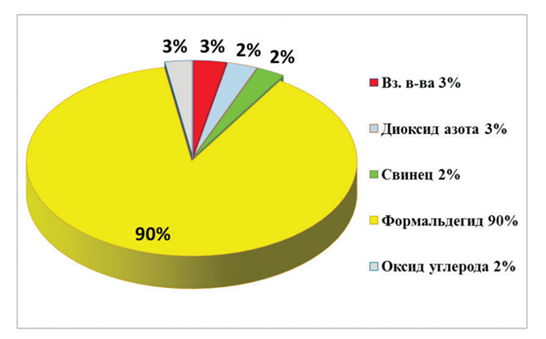 3%
3%
2%
2%
90%
Вз. в-ва 3%
Диоксид азота 3%
Свинец 2%
Формальдегид 90%
Оксид углерода 2%